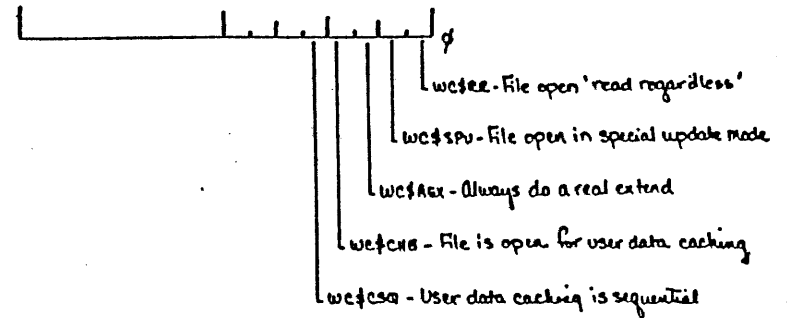 ø
WC$RR - File open 'read regardless'
WC$SPU - File open in special update mode
WC$AEX - Always do a real extend
WC$CHB - File is open for user data caching
WC$CSQ - User data caching is sequential